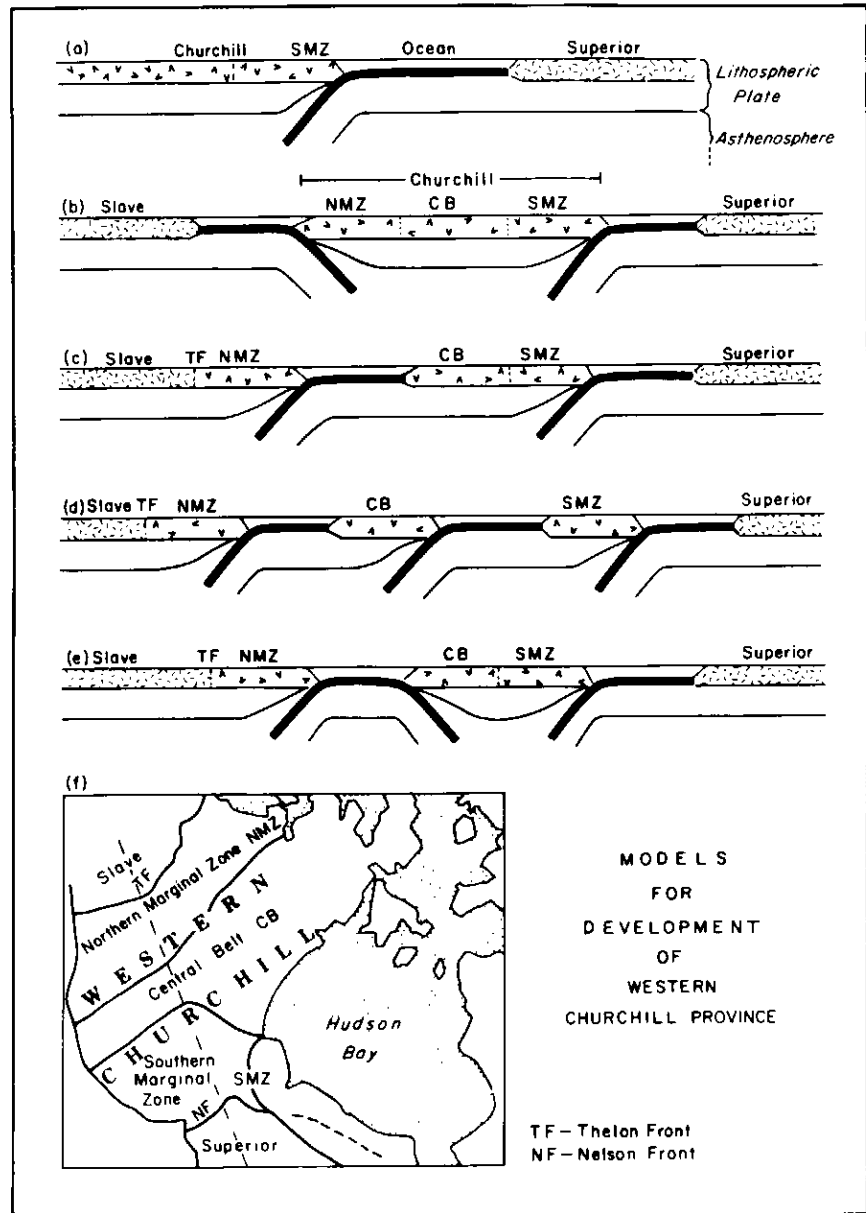 (a)
Churchill SMZ Ocean Superior
Lithospheric
Plate
Asthenosphere
Churchill
(b) Slave NMZ CB SMZ Superior
(c) Slave TF NMZ CB SMZ Superior
(d) Slave TF NMZ CB SMZ Superior
(e) Slave TF NMZ CB SMZ Superior
(f)
Slave
TF
Northern Marginal Zone NMZ
WESTERN
Central Belt CB
CHURCHILL
Southern
Marginal
Zone
SMZ
NF
Superior
Hudson
Bay
MODELS
FOR
DEVELOPMENT
OF
WESTERN
CHURCHILL PROVINCE
TF – Thelon Front
NF – Nelson Front